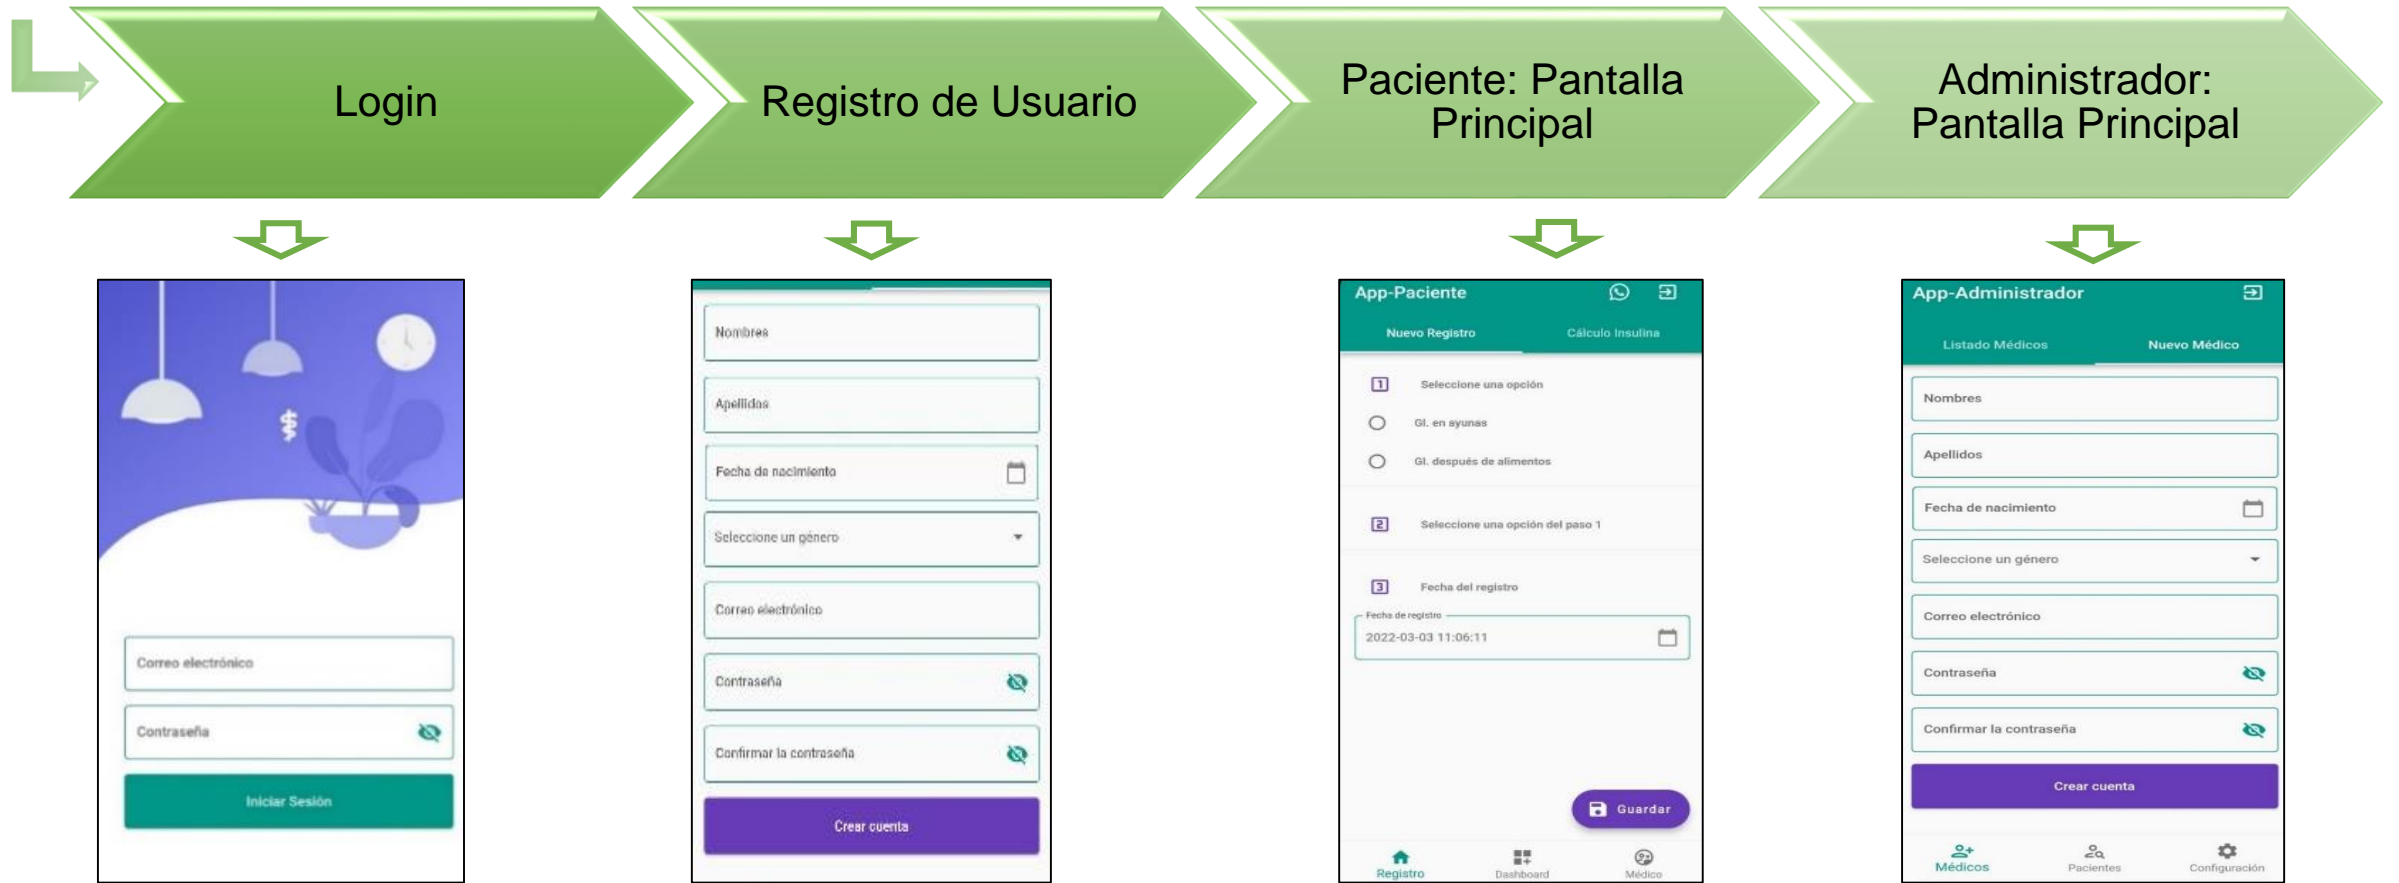 Login
Registro de Usuario
Paciente: Pantalla
Principal
Administrador:
Pantalla Principal
Correo electrónico
Contraseña
Iniciar Sesión
Nombres
Apellidos
Fecha de nacimiento
Seleccione un género
Correo electrónico
Contraseña
Confirmar la contraseña
Crear cuenta
App-Paciente
Nuevo Registro
Cálculo Insulina
1
Seleccione una opción
Gl. en ayunas
Gl. después de alimentos
2
Seleccione una opción del paso 1
3
Fecha del registro
Fecha de registro
2022-03-03 11:06:11
Guardar
Registro
Dashboard
Médico
App-Administrador
Listado Médicos
Nuevo Médico
Nombres
Apellidos
Fecha de nacimiento
Seleccione un género
Correo electrónico
Contraseña
Confirmar la contraseña
Crear cuenta
Médicos
Pacientes
Configuración